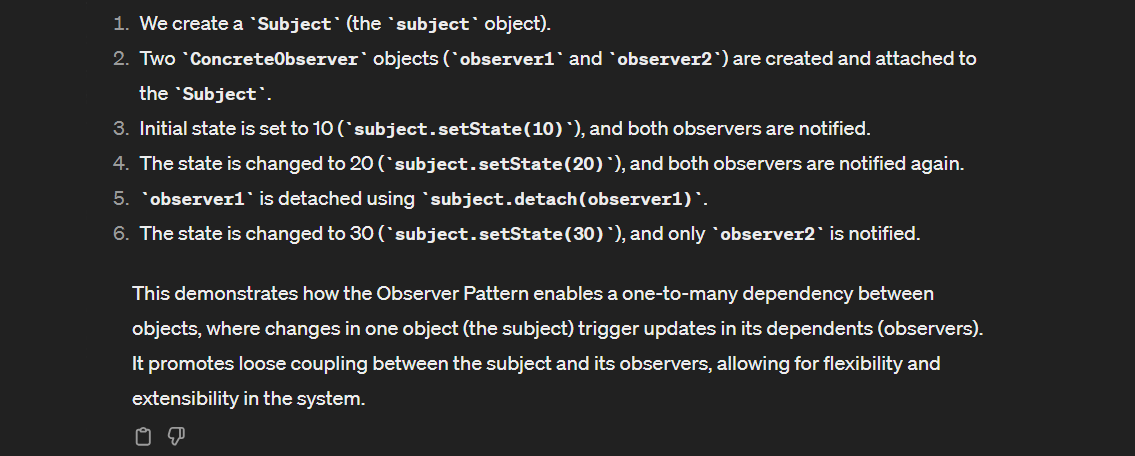 1. We create a `Subject` (the `subject` object).
2. Two `ConcreteObserver` objects (`observer1` and `observer2`) are created and attached to
the `Subject`.
3. Initial state is set to 10 (`subject.setState(10)`), and both observers are notified.
4. The state is changed to 20 (`subject.setState(20)`), and both observers are notified again.
5. `observer1` is detached using `subject.detach(observer1)`.
6. The state is changed to 30 (`subject.setState(30)`), and only `observer2` is notified.
This demonstrates how the Observer Pattern enables a one-to-many dependency between
objects, where changes in one object (the subject) trigger updates in its dependents (observers).
It promotes loose coupling between the subject and its observers, allowing for flexibility and
extensibility in the system.